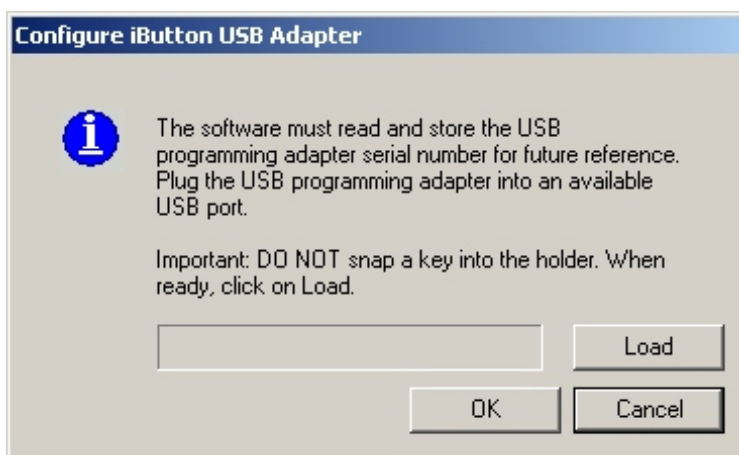 Configure iButton USB Adapter
The software must read and store the USB
programming adapter serial number for future reference.
Plug the USB programming adapter into an available
USB port.
Important: DO NOT snap a key into the holder. When
ready, click on Load.
Load
OK
Cancel